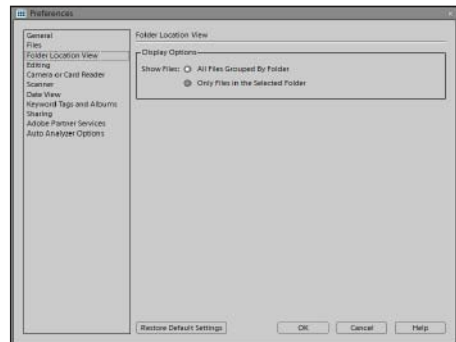 Preferences
General
Files
Folder Location View
Editing
Camera or Card Reader
Scanner
Date View
Keyword Tags and Albums
Sharing
Adobe Partner Services
Auto Analyzer Options
Folder Location View
Display Options
Show Files: All Files Grouped By Folder
Only Files in the Selected Folder
Restore Default Settings
OK
Cancel
Help